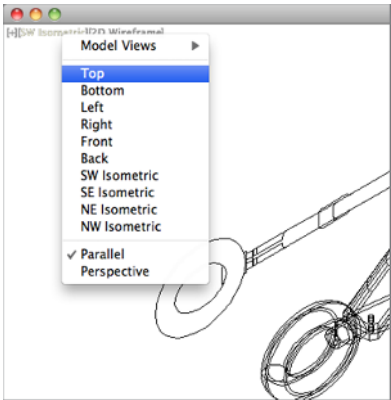 [+][SW Isometric][2D Wireframe]
Model Views
Top
Bottom
Left
Right
Front
Back
SW Isometric
SE Isometric
NE Isometric
NW Isometric
Parallel
Perspective